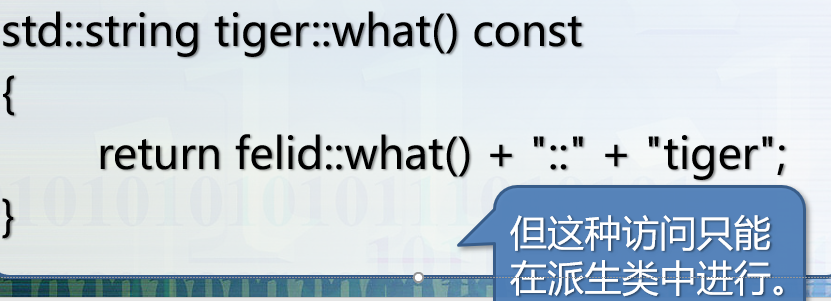 std::string tiger::what() const
{
return felid::what() + "::" + "tiger";
}
但这种访问只能
在派生类中进行。